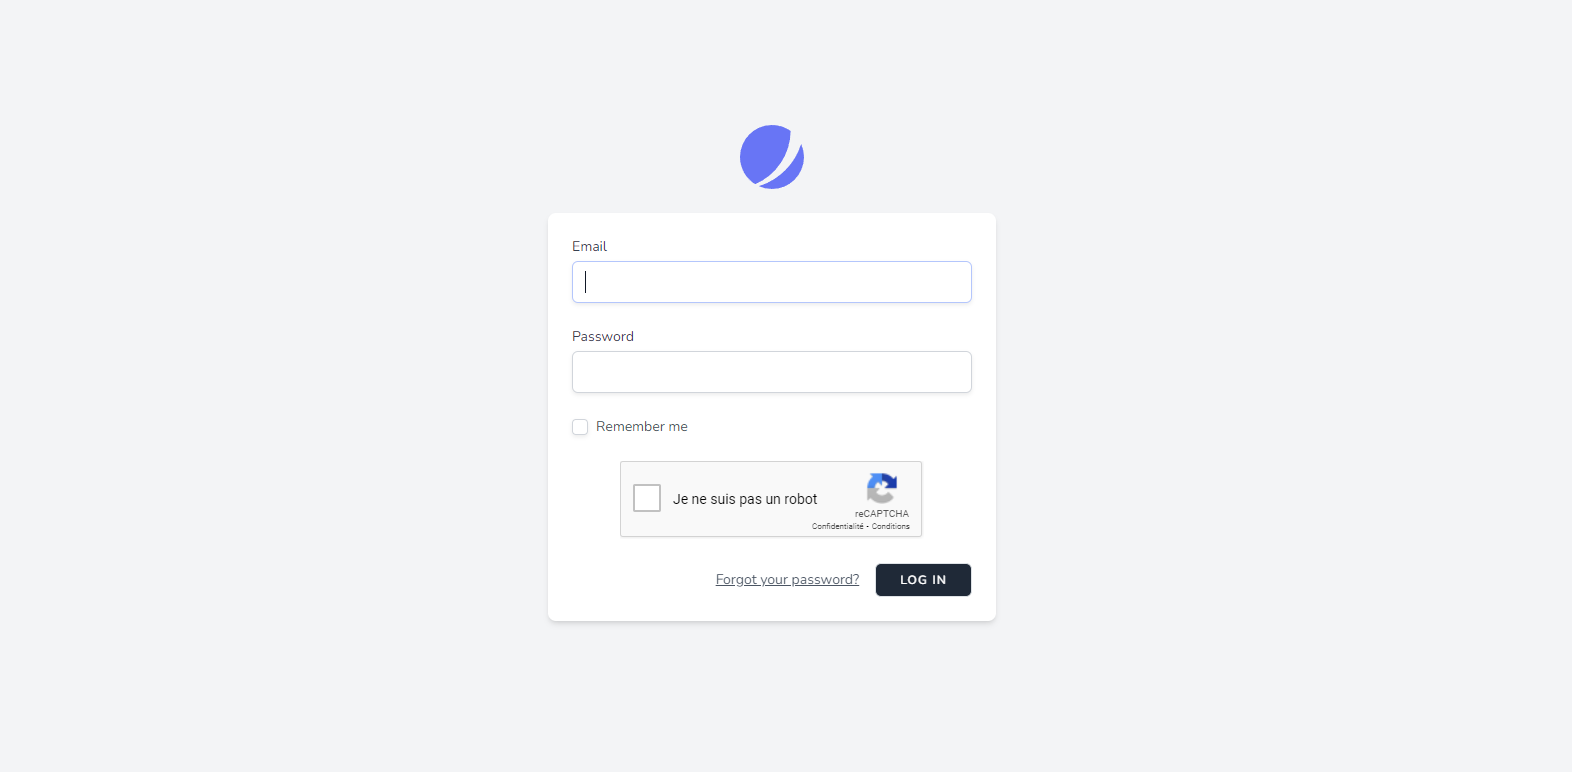 Email
Password
Remember me
Je ne suis pas un robot
reCAPTCHA
Confidentialité - Conditions
Forgot your password?
LOG IN